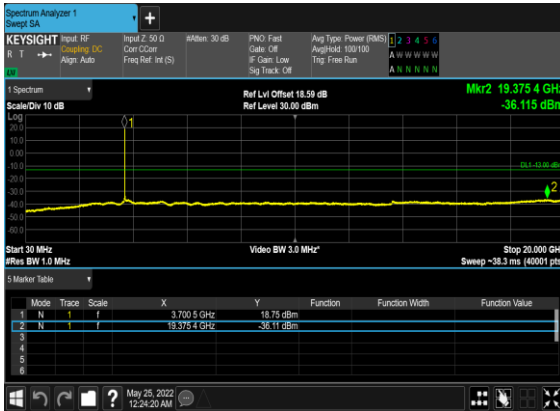 Spectrum Analyzer 1
Swept SA
+
KEYSIGHT Input: RF Input Z: 50 Ω #Atten: 30 dB PNO: Fast Avg Type: Power (RMS) 1 2 3 4 5 6
R T Coupling: DC Corr CCorr Gate: Off Avg|Hold: 100/100 A W W W W W
Align: Auto Freq Ref: Int (S) IF Gain: Low Trig: Free Run
Sig Track: Off A N N N N N
1 Spectrum
Scale/Div 10 dB
Ref Lvl Offset 18.59 dB
Ref Level 30.00 dBm
Mkr2 19.375 4 GHz
-36.115 dBm
Log
20.0
10.0
0.00
-10.0
-20.0
-30.0
-40.0
-50.0
-60.0
1
DL1 -13.00 dBm
2
Start 30 MHz Video BW 3.0 MHz* Stop 20.000 GHz
#Res BW 1.0 MHz Sweep ~38.3 ms (40001 pts)
5 Marker Table
Mode Trace Scale X Y Function Function Width Function Value
1 N 1 f 3.700 5 GHz 18.75 dBm
2 N 1 f 19.375 4 GHz -36.11 dBm
3
4
5
6
?
May 25, 2022
12:24:20 AM